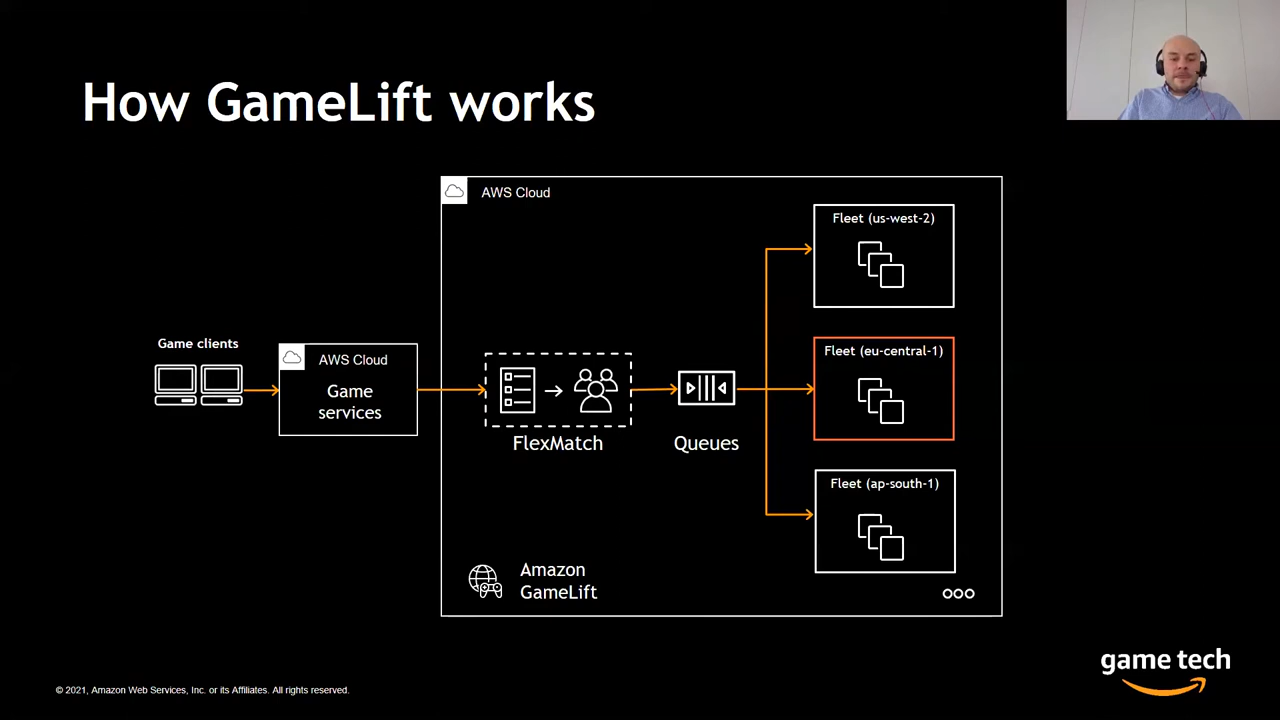 How GameLift works
AWS Cloud
Fleet (us-west-2)
Game clients
AWS Cloud
Game
services
FlexMatch
Queues
Fleet (eu-central-1)
Fleet (ap-south-1)
Amazon
GameLift
game tech
© 2021, Amazon Web Services, Inc. or its Affiliates. All rights reserved.